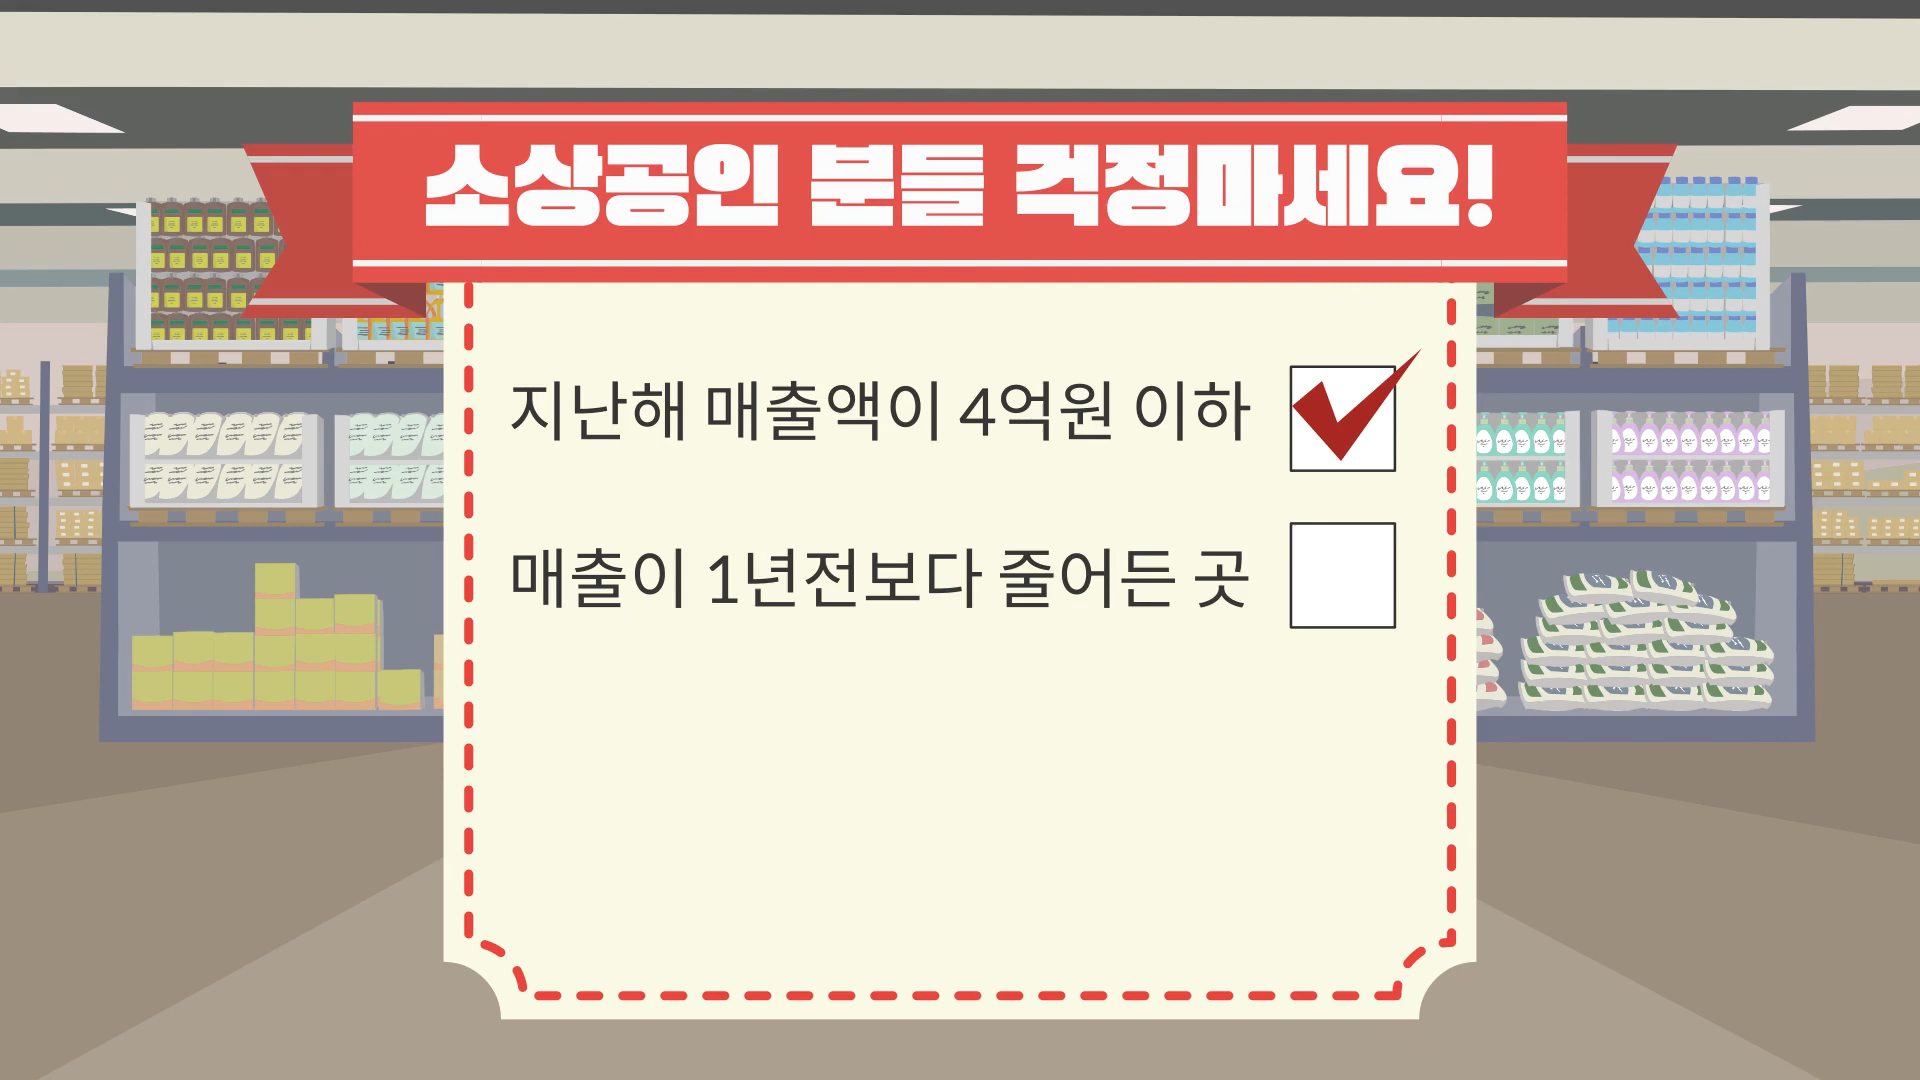 소상공인 분들 걱정마세요!
지난해 매출액이 4억원 이하
매출이 1년전보다 줄어든 곳